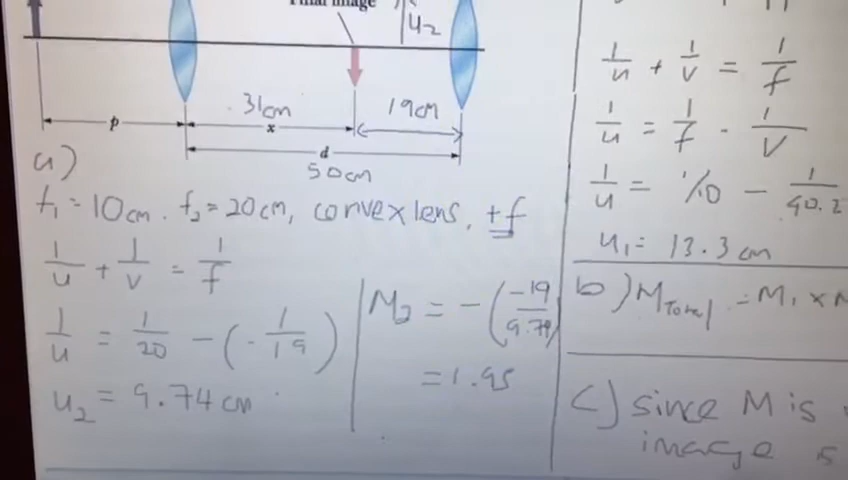 Final image
u2
31cm
19cm
p
x
d
50cm
a)
f1 = 10cm. f2 = 20cm, convex lens, +f
1/u + 1/v = 1/f
1/u = 1/20 - (- 1/19)
u2 = 9.74cm
M2 = - (-19/9.74)
= 1.95
1/u + 1/v = 1/f
1/u = 1/f - 1/v
1/u = 1/10 - 1/40.2
u1 = 13.3 cm
b) MTotal = M1 x M
c) since M is
image is